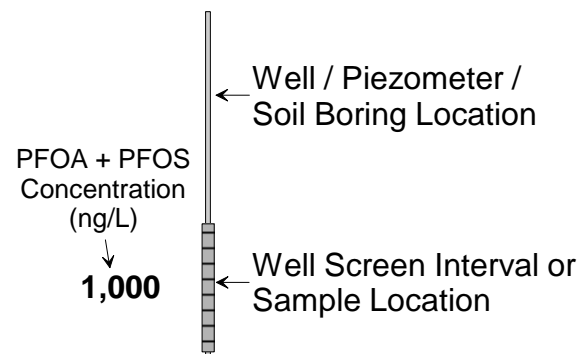 Well / Piezometer /
Soil Boring Location
PFOA + PFOS
Concentration
(ng/L)
1,000
Well Screen Interval or
Sample Location